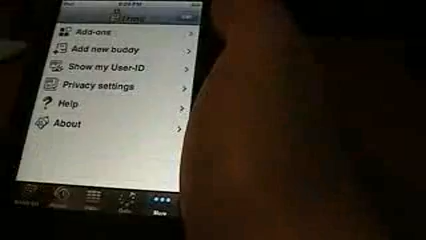 Add-ons
Add new buddy
Show my User-ID
Privacy settings
Help
About
More